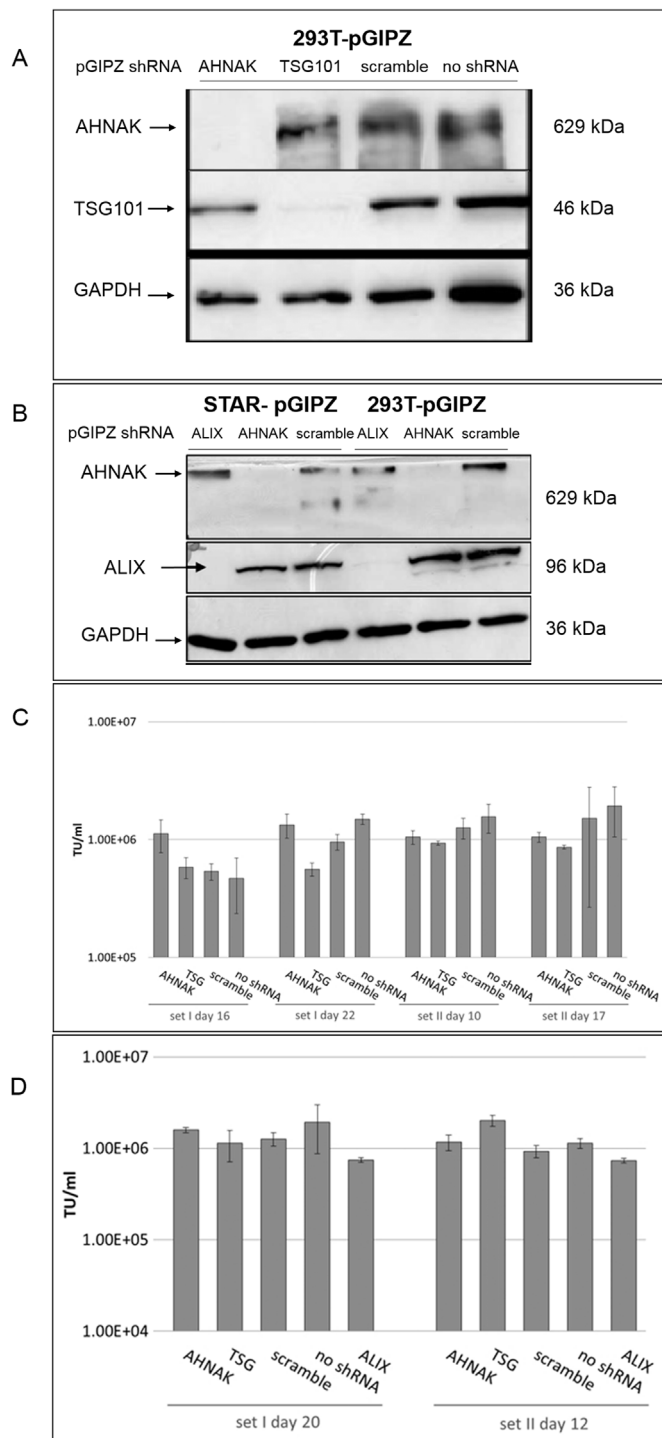 A
293T-pGIPZ
pGIPZ shRNA AHNAK TSG101 scramble no shRNA
AHNAK 629 kDa
TSG101 46 kDa
GAPDH 36 kDa
B
STAR- pGIPZ 293T-pGIPZ
pGIPZ shRNA ALIX AHNAK scramble ALIX AHNAK scramble
AHNAK
629 kDa
ALIX 96 kDa
GAPDH 36 kDa
C
1.00E+07
1.00E+06
1.00E+05
TU/ml
AHNAK TSG scramble no shRNA AHNAK TSG scramble no shRNA AHNAK TSG scramble no shRNA AHNAK TSG scramble no shRNA
set I day 16 set I day 22 set II day 10 set II day 17
D
1.00E+07
1.00E+06
1.00E+05
1.00E+04
TU/ml
AHNAK TSG scramble no shRNA ALIX AHNAK TSG scramble no shRNA ALIX
set I day 20 set II day 12